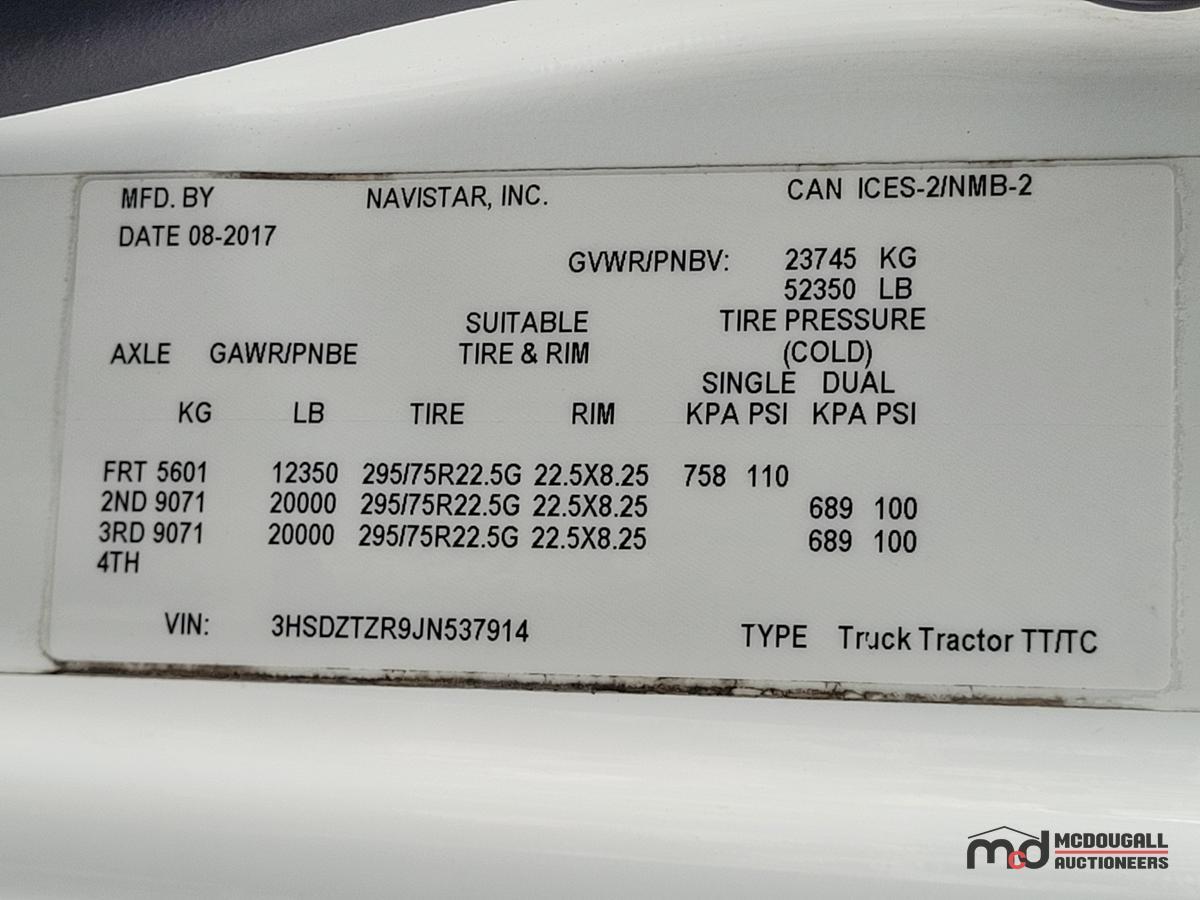 MFD. BY NAVISTAR, INC. CAN ICES-2/NMB-2
DATE 08-2017
GVWR/PNBV: 23745 KG
52350 LB
SUITABLE TIRE PRESSURE
AXLE GAWR/PNBE TIRE & RIM (COLD)
SINGLE DUAL
KG LB TIRE RIM KPA PSI KPA PSI
FRT 5601 12350 295/75R22.5G 22.5X8.25 758 110
2ND 9071 20000 295/75R22.5G 22.5X8.25 689 100
3RD 9071 20000 295/75R22.5G 22.5X8.25 689 100
4TH
VIN: 3HSDZTZR9JN537914 TYPE Truck Tractor TT/TC
mcd MCDOUGALL
AUCTIONEERS